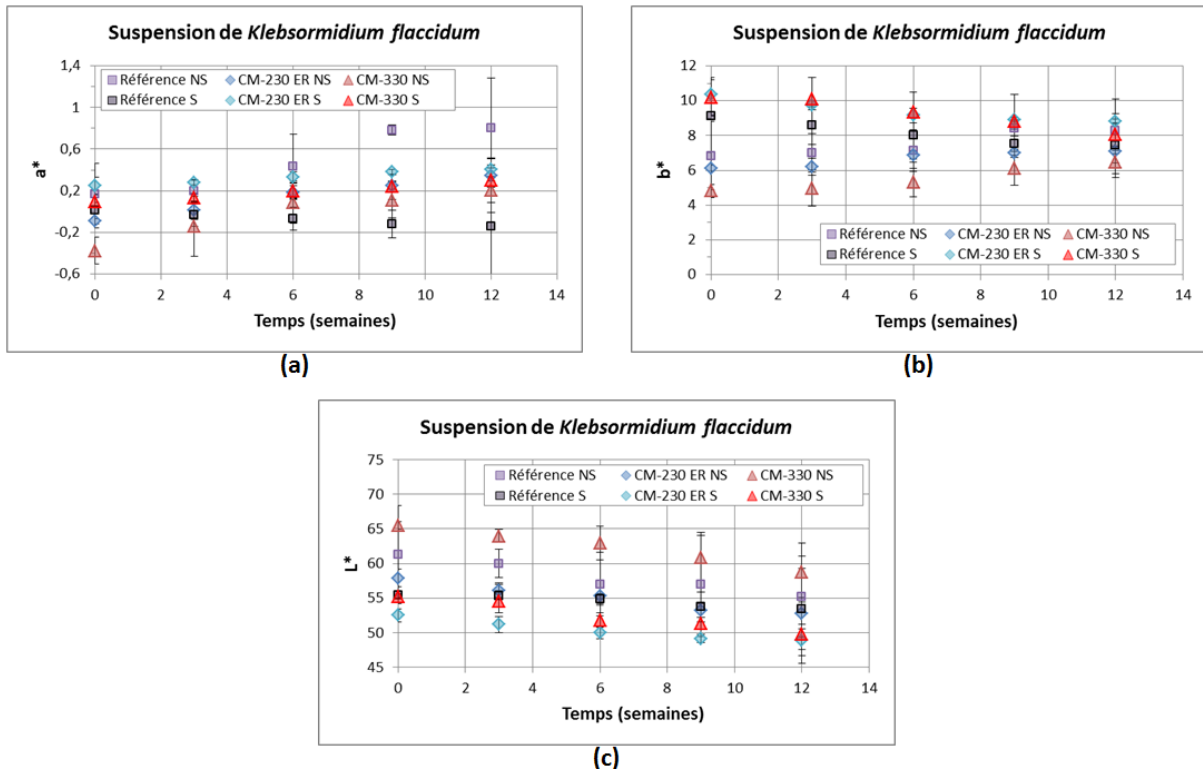 Suspension de Klebsormidium flaccidum
Référence NS CM-230 ER NS CM-330 NS
Référence S CM-230 ER S CM-330 S
1,4
1
0,6
0,2
-0,2
-0,6
a*
0 2 4 6 8 10 12 14
Temps (semaines)
(a)
Suspension de Klebsormidium flaccidum
12
10
8
6
4
2
0
b*
Référence NS CM-230 ER NS CM-330 NS
Référence S CM-230 ER S CM-330 S
0 2 4 6 8 10 12 14
Temps (semaines)
(b)
Suspension de Klebsormidium flaccidum
Référence NS CM-230 ER NS CM-330 NS
Référence S CM-230 ER S CM-330 S
75
70
65
60
55
50
45
L*
0 2 4 6 8 10 12 14
Temps (semaines)
(c)